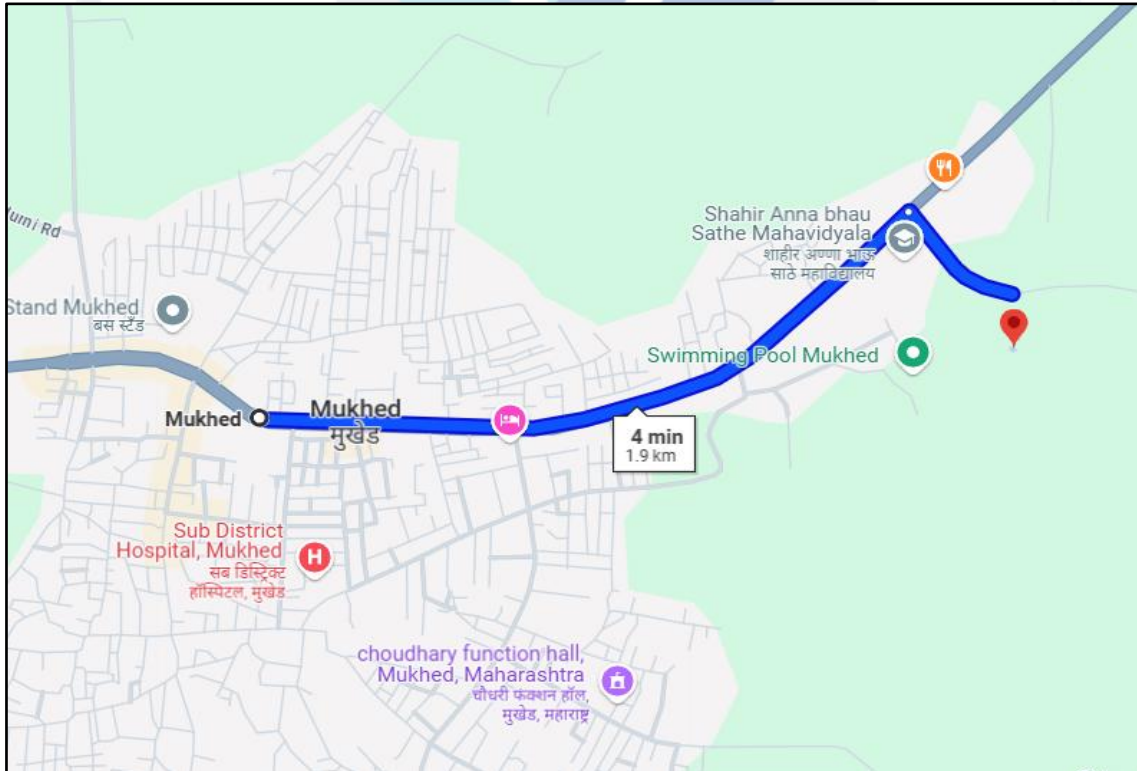 Shahir Anna bhau
Sathe Mahavidyala
शाहीर अण्णा भाऊ
साठे महाविद्यालय
Rd
Stand Mukhed
बस स्टँड
Swimming Pool Mukhed
Mukhed
Mukhed
मुखेड
4 min
1.9 km
Sub District
Hospital, Mukhed
सब डिस्ट्रिक्ट
हॉस्पिटल, मुखेड
H
choudhary function hall,
Mukhed, Maharashtra
चौधरी फंक्शन हॉल,
मुखेड, महाराष्ट्र